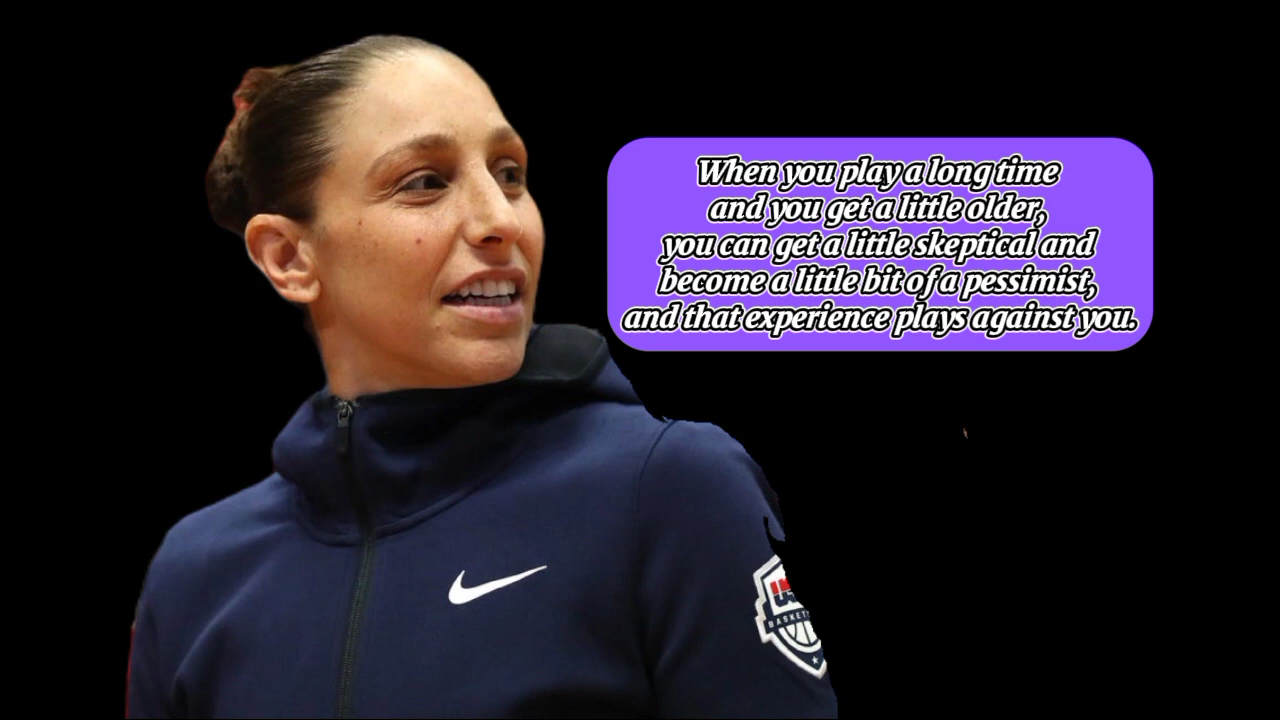 When you play a long time
and you get a little older,
you can get a little skeptical and
become a little bit of a pessimist,
and that experience plays against you.